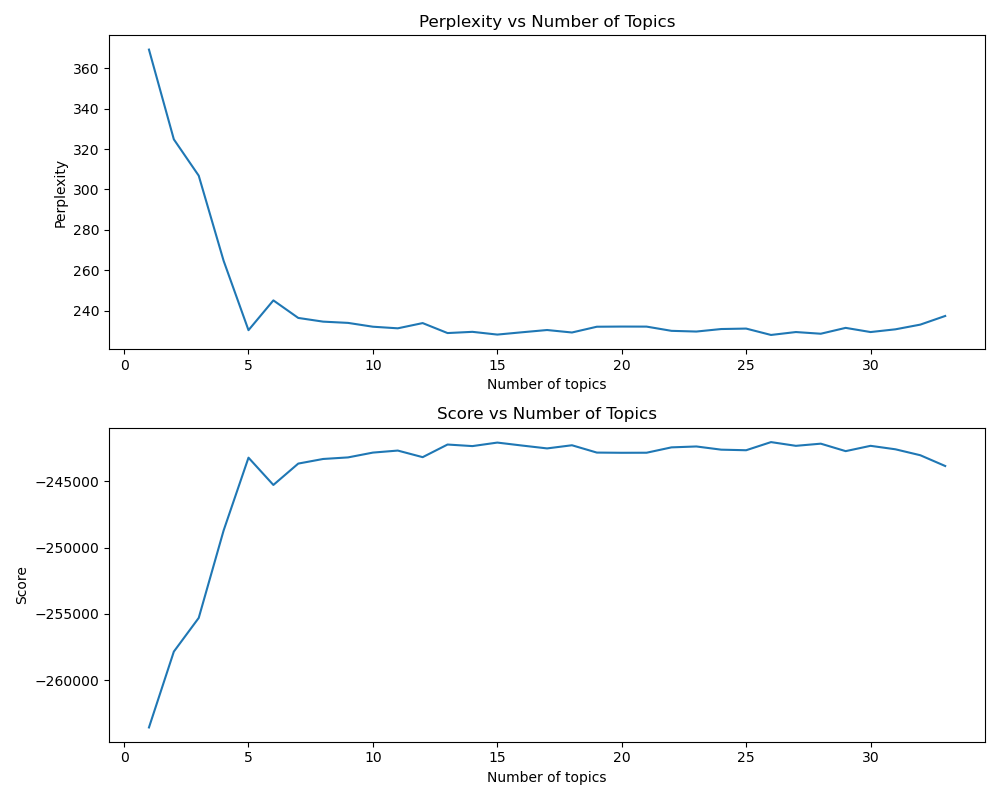 Perplexity vs Number of Topics
360
340
320
300
280
260
240
Perplexity
0 5 10 15 20 25 30
Number of topics
Score vs Number of Topics
−245000
−250000
−255000
−260000
Score
0 5 10 15 20 25 30
Number of topics